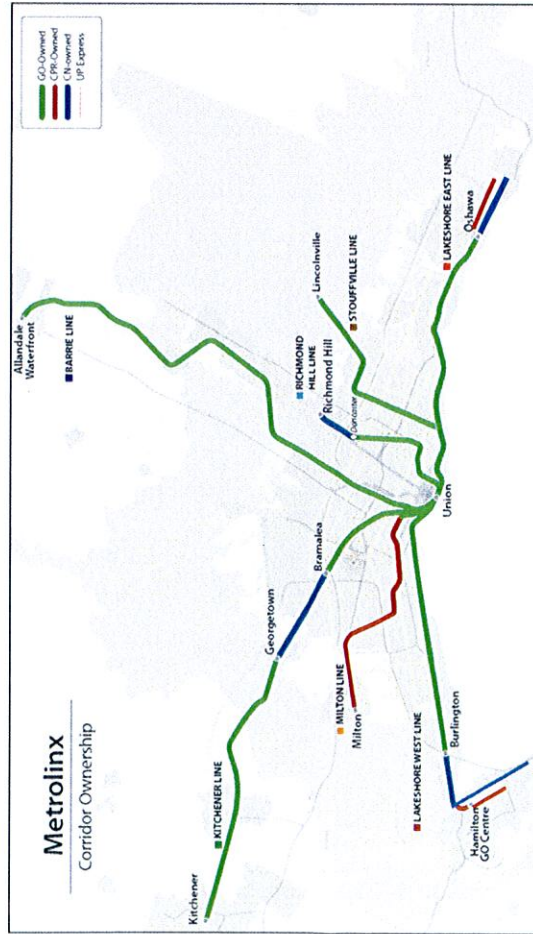 Metrolinx
Corridor Ownership
GO-Owned
CPR-Owned
CN-owned
UP Express
Allandale
Waterfront
BARRIE LINE
Kitchener
KITCHENER LINE
Georgetown
Bramalea
RICHMOND
HILL LINE
Richmond Hill
Doncaster
Lincolnville
STOUFFVILLE LINE
MILTON LINE
Milton
LAKESHORE WEST LINE
Burlington
Hamilton
GO Centre
Union
LAKESHORE EAST LINE
Oshawa